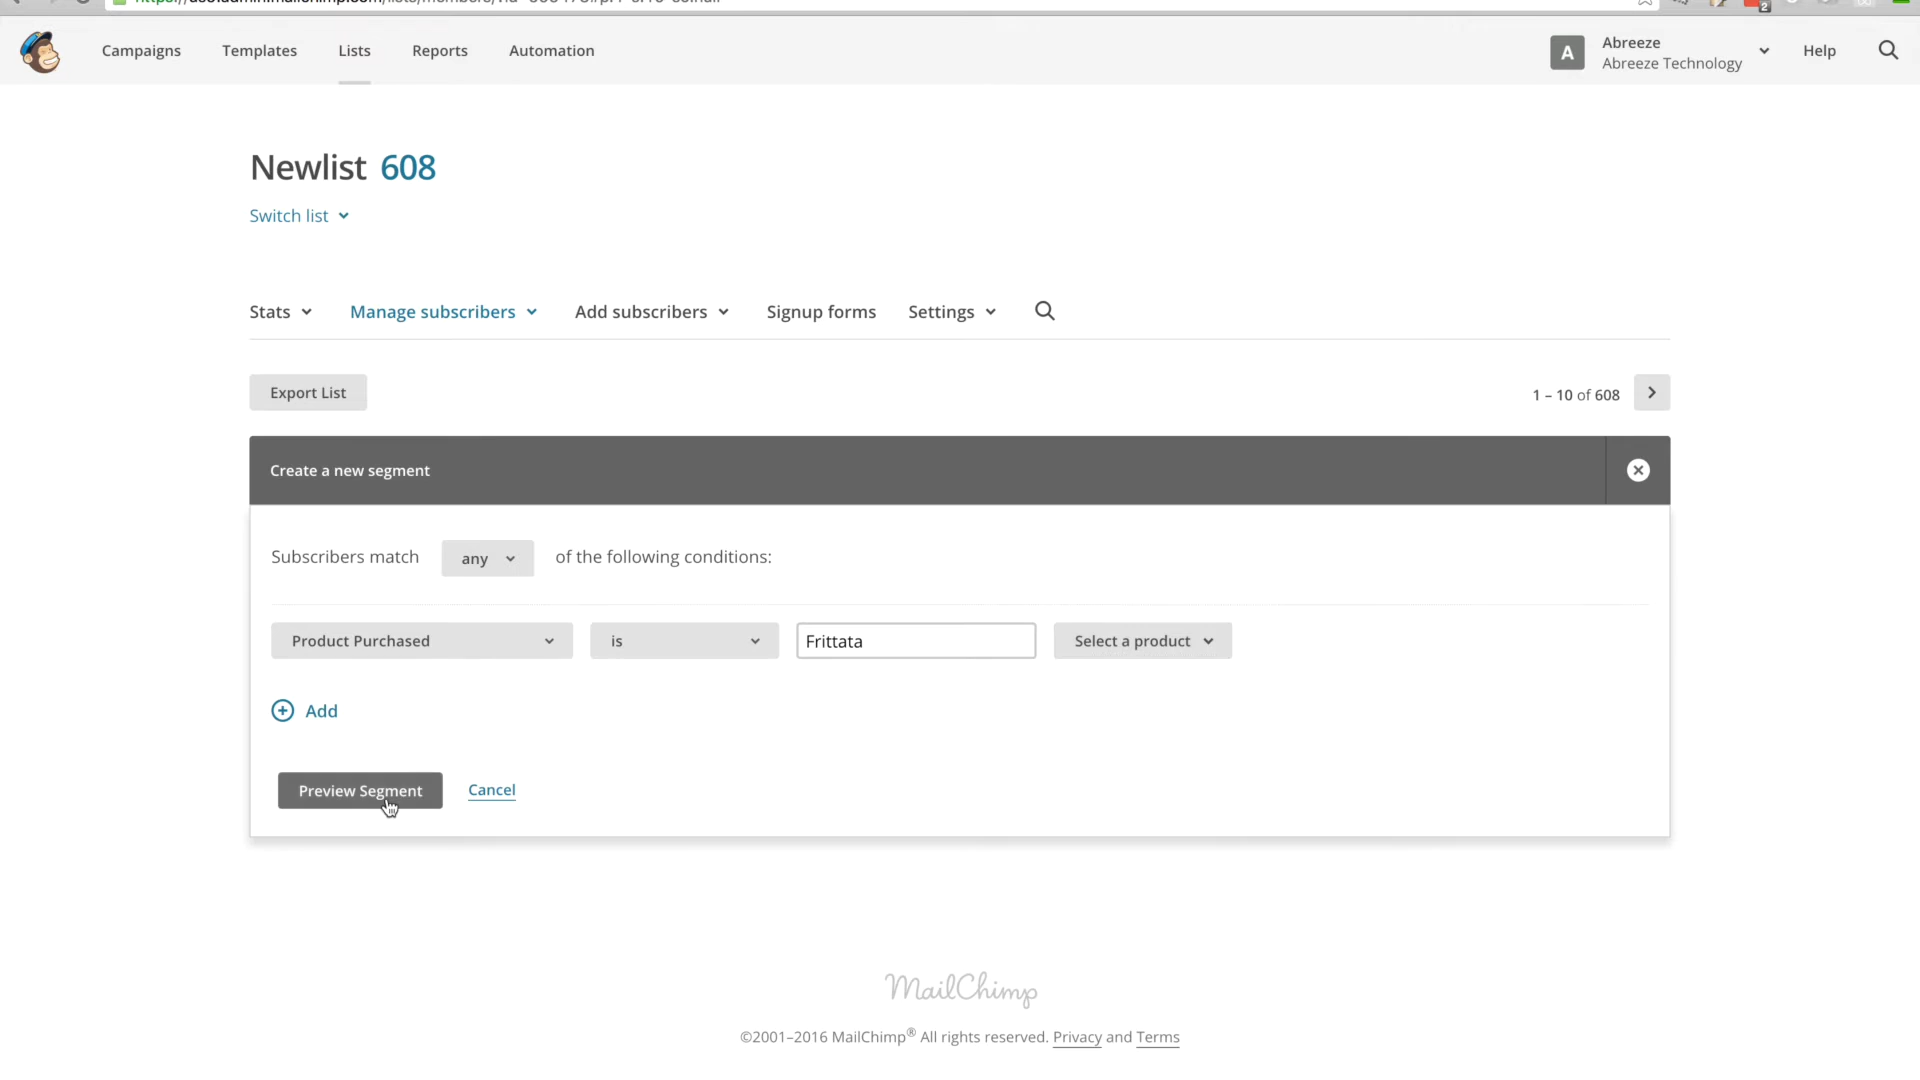 2
Campaigns Templates Lists Reports Automation
A
Abreeze
Abreeze Technology
Help
Newlist 608
Switch list
Stats Manage subscribers Add subscribers Signup forms Settings
Export List
1 – 10 of 608
Create a new segment
Subscribers match any of the following conditions:
Product Purchased is Frittata Select a product
Add
Preview Segment Cancel
MailChimp
©2001–2016 MailChimp® All rights reserved. Privacy and Terms